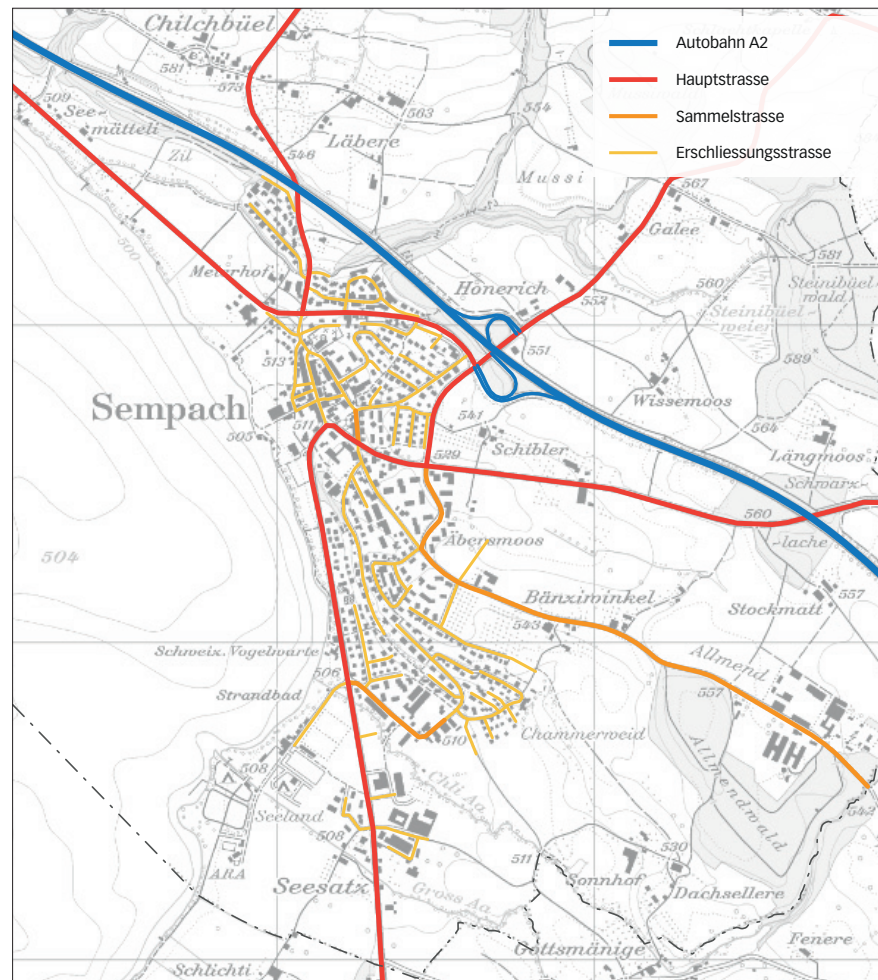 Chilchbüel
581
573
509
See-
mätteli
Zil
546
Läbere
563
554
Mussi
567
Galee
581
Steinibüel
wald
Steinibüel
weier
560
589
500
Meierhof
Hönerich
552
551
513
Sempach
511
505
541
Schibler
529
Wissemoos
564
Längmoos
Schwarz-
lache
560
557
504
Äbersmoos
Bänziwinkel
543
Stockmatt
Allmend
557
Allmendwald
542
Schweiz. Vogelwarte
506
Strandbad
510
Chammerweid
Chli Aa
508
Seeland
508
ARA
Seesatz
Gross Aa
511
530
Sonnhof
Dachsellere
Gottsmänige
Fenere
Schlichti
Autobahn A2
Hauptstrasse
Sammelstrasse
Erschliessungsstrasse